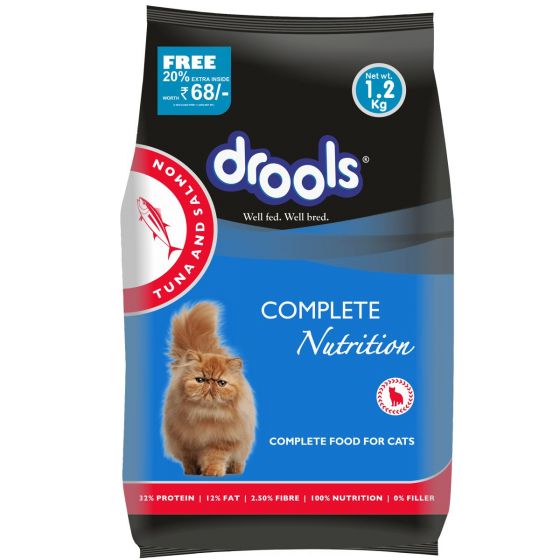 FREE
20% EXTRA INSIDE
WORTH ₹68/-
Net wt.
1.2
Kg
drools®
Well fed. Well bred.
TUNA AND SALMON
COMPLETE
Nutrition
COMPLETE FOOD FOR CATS
32% PROTEIN | 12% FAT | 2.50% FIBRE | 100% NUTRITION | 0% FILLER